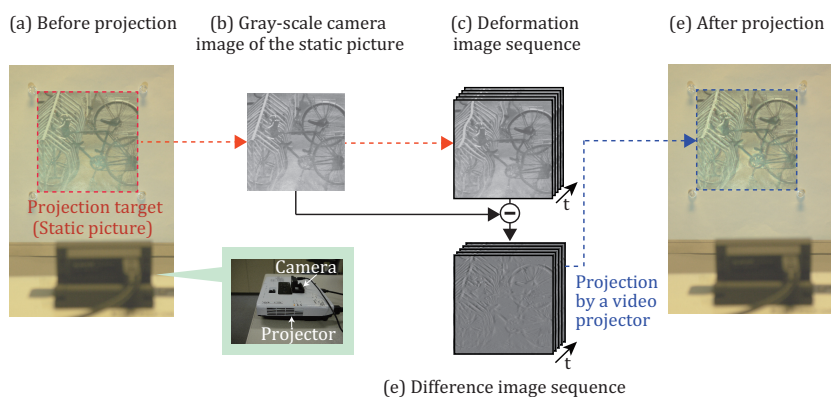 (a) Before projection
(b) Gray-scale camera
image of the static picture
(c) Deformation
image sequence
(e) After projection
Projection target
(Static picture)
t
Camera
Projector
Projection
by a video
projector
t
(e) Difference image sequence